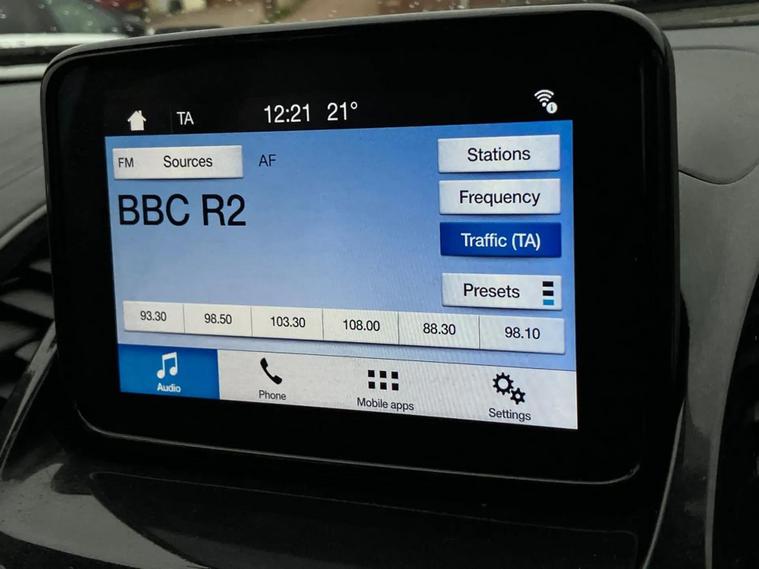 TA 12:21 21°
FM Sources AF Stations
BBC R2 Frequency
Traffic (TA)
Presets
93.30 98.50 103.30 108.00 88.30 98.10
Audio Phone Mobile apps Settings